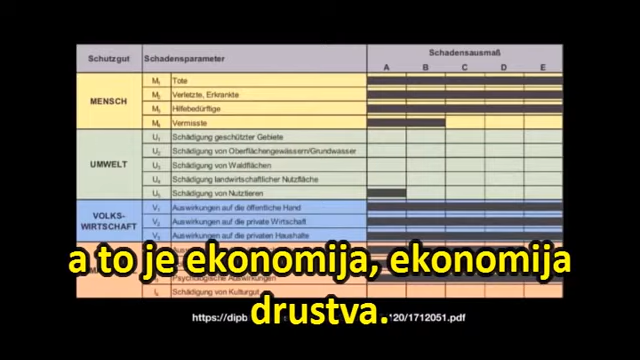 Schutzgut Schadensparameter Schadensausmaß
A B C D E
MENSCH
M₁ Tote
M₂ Verletzte, Erkrankte
M₃ Hilfebedürftige
M₄ Vermisste
UMWELT
U₁ Schädigung geschützter Gebiete
U₂ Schädigung von Oberflächengewässern/Grundwasser
U₃ Schädigung von Waldflächen
U₄ Schädigung landwirtschaftlicher Nutzfläche
U₅ Schädigung von Nutztieren
VOLKS-
WIRTSCHAFT
V₁ Auswirkungen auf die öffentliche Hand
V₂ Auswirkungen auf die private Wirtschaft
V₃ Auswirkungen auf die privaten Haushalte
Psychologische Auswirkungen
Schädigung von Kulturgut
a to je ekonomija, ekonomija
drustva.
https://dipb
120/1712051.pdf